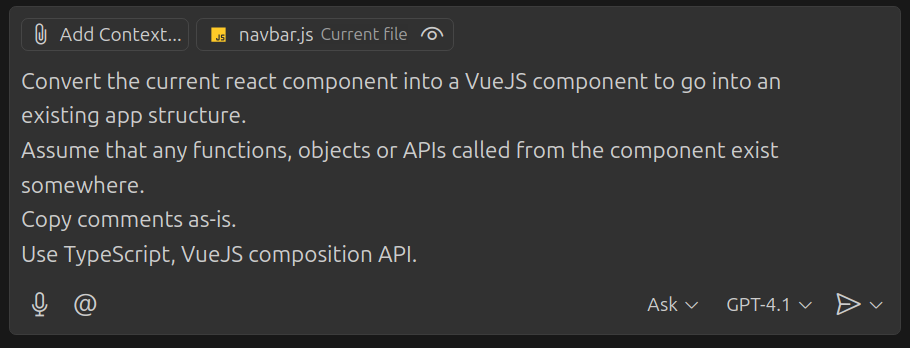 Add Context...
JS navbar.js Current file
Convert the current react component into a VueJS component to go into an
existing app structure.
Assume that any functions, objects or APIs called from the component exist
somewhere.
Copy comments as-is.
Use TypeScript, VueJS composition API.
@ Ask GPT-4.1